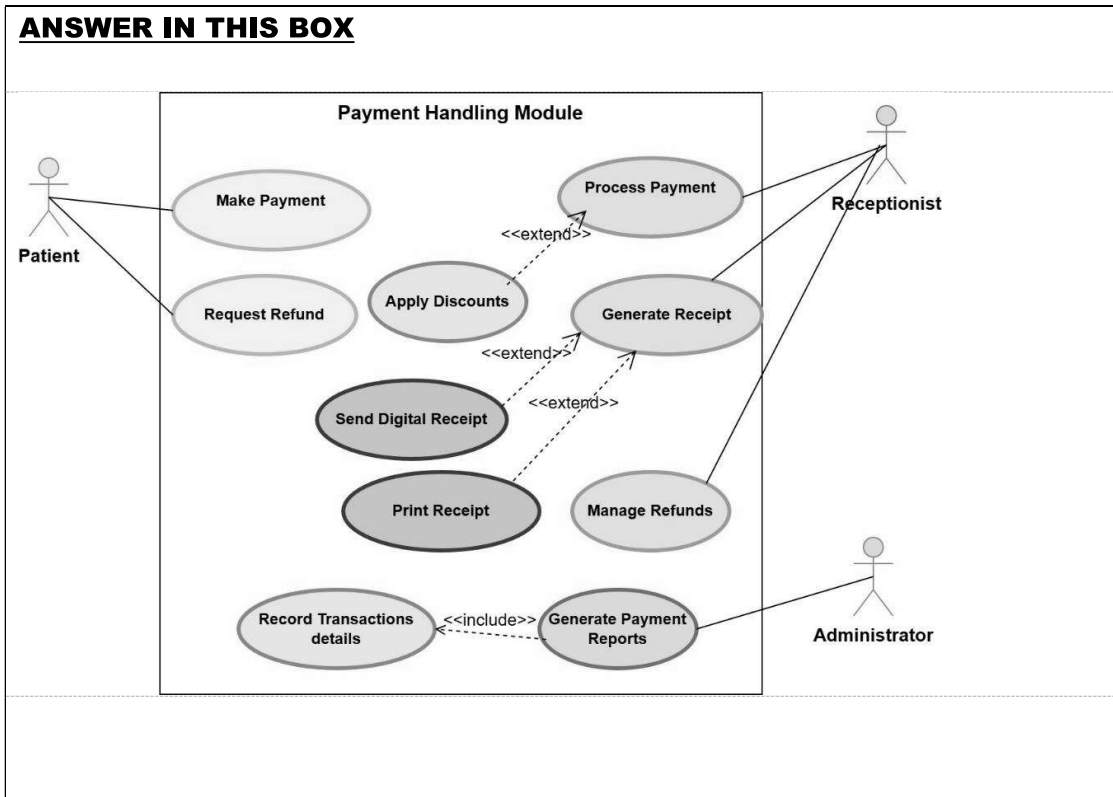 ANSWER IN THIS BOX
Payment Handling Module
Patient
Make Payment
Request Refund
Process Payment
Receptionist
<<extend>>
Apply Discounts
Generate Receipt
<<extend>>
<<extend>>
Send Digital Receipt
Print Receipt
Manage Refunds
Record Transactions
details
<<include>>
Generate Payment
Reports
Administrator